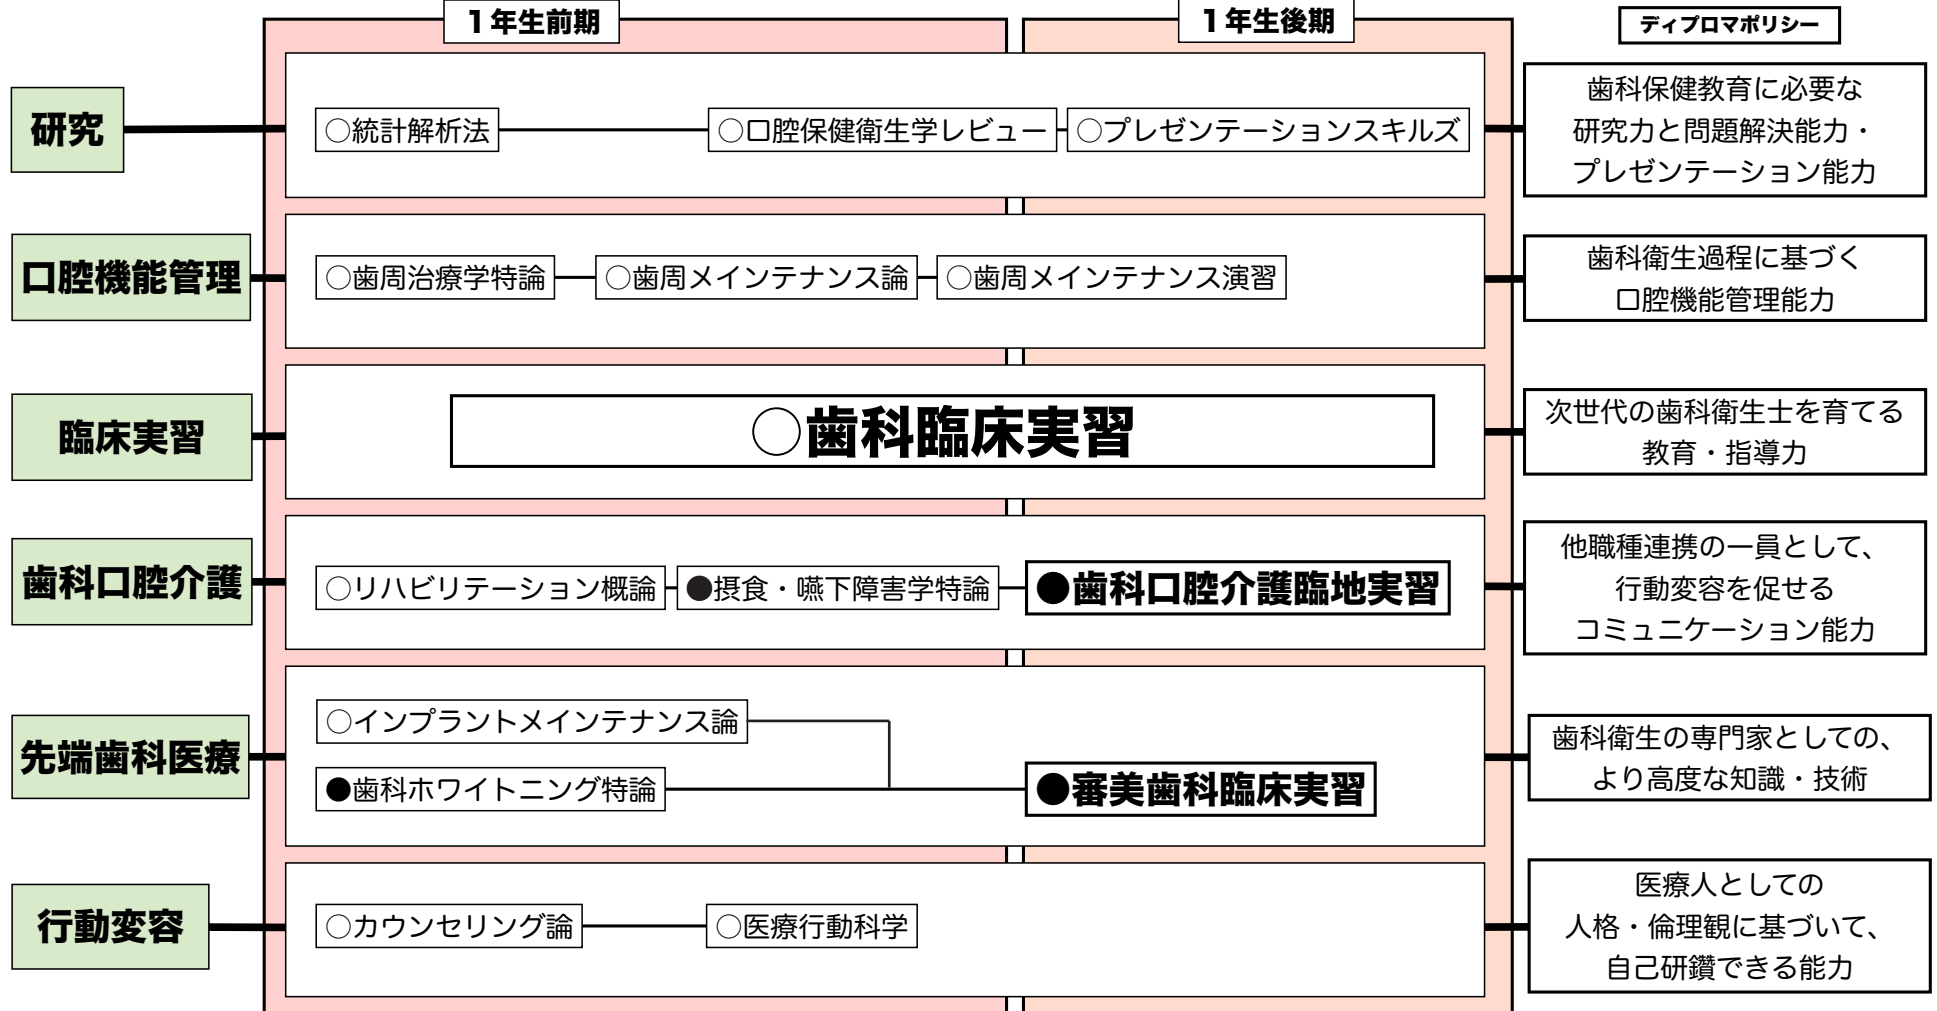 1年生前期
1年生後期
ディプロマポリシー
研究
○統計解析法
○口腔保健衛生学レビュー
○プレゼンテーションスキルズ
歯科保健教育に必要な
研究力と問題解決能力・
プレゼンテーション能力
口腔機能管理
○歯周治療学特論
○歯周メインテナンス論
○歯周メインテナンス演習
歯科衛生過程に基づく
口腔機能管理能力
臨床実習
○歯科臨床実習
次世代の歯科衛生士を育てる
教育・指導力
歯科口腔介護
○リハビリテーション概論
●摂食・嚥下障害学特論
●歯科口腔介護臨地実習
他職種連携の一員として、
行動変容を促せる
コミュニケーション能力
先端歯科医療
○インプラントメインテナンス論
●歯科ホワイトニング特論
●審美歯科臨床実習
歯科衛生の専門家としての、
より高度な知識・技術
行動変容
○カウンセリング論
○医療行動科学
医療人としての
人格・倫理観に基づいて、
自己研鑽できる能力